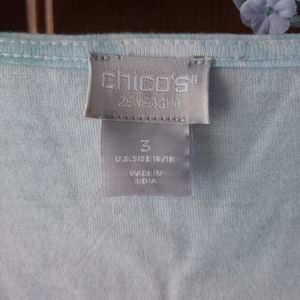 chico's®
ZENERGY®
3
U.S. SIZE 16/18
MADE IN
INDIA